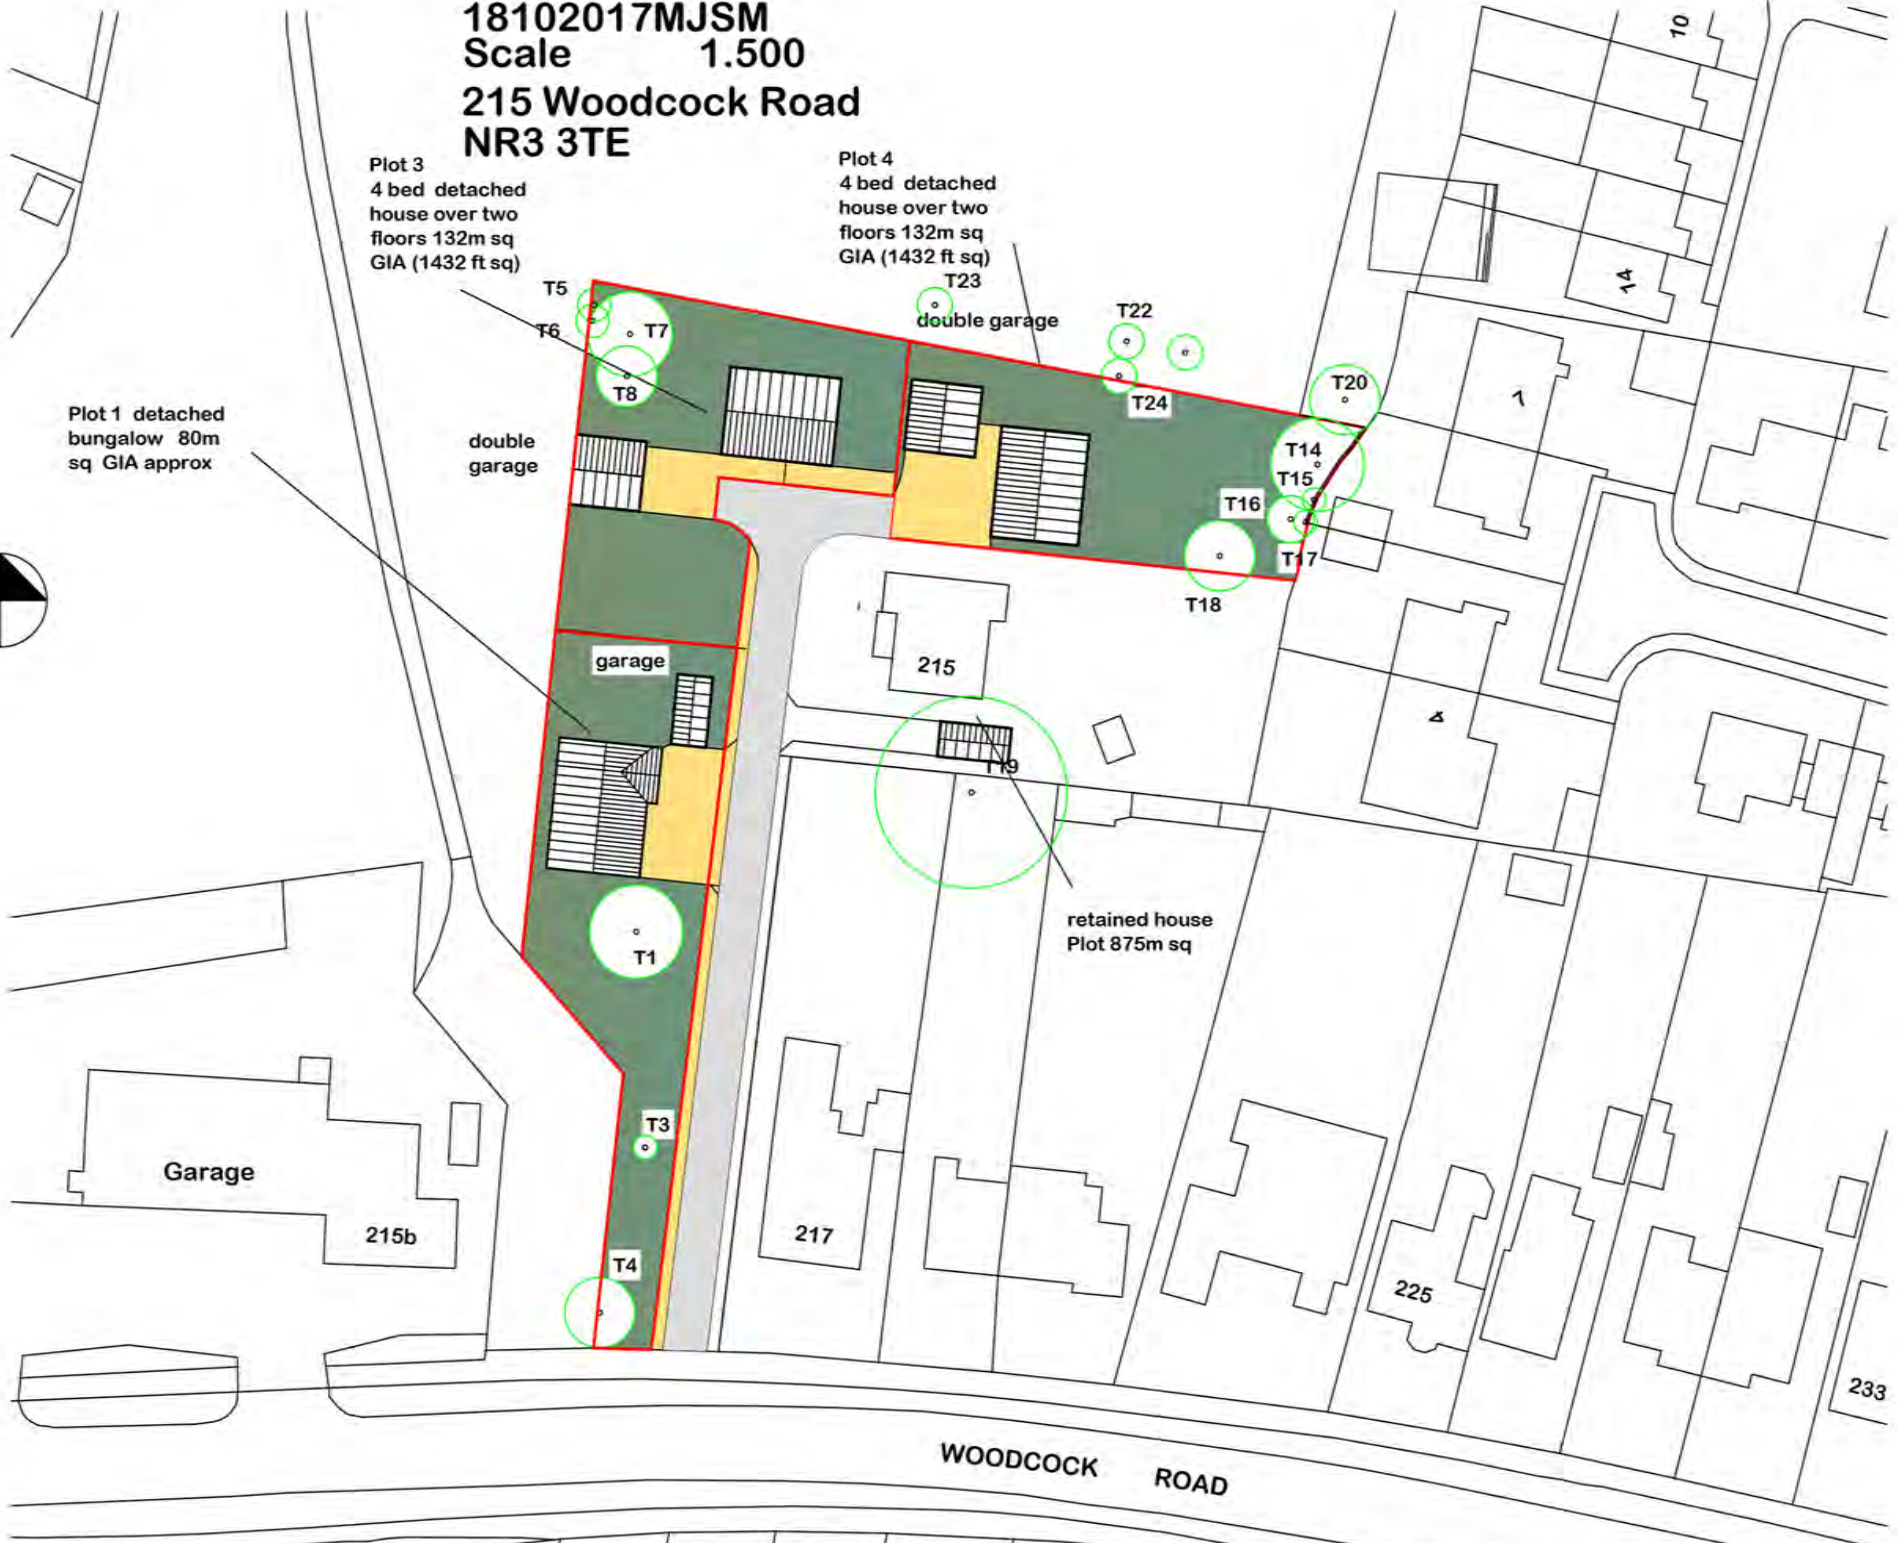 18102017MJSM
Scale 1.500
215 Woodcock Road
NR3 3TE
Plot 3
4 bed detached
house over two
floors 132m sq
GIA (1432 ft sq)
Plot 4
4 bed detached
house over two
floors 132m sq
GIA (1432 ft sq)
10
14
T5
T6
T7
T8
T23
double garage
T22
T24
T20
7
Plot 1 detached
bungalow 80m
sq GIA approx
double
garage
T14
T15
T16
T17
T18
garage
215
T19
retained house
Plot 875m sq
T1
T3
T4
Garage
215b
217
225
233
WOODCOCK ROAD